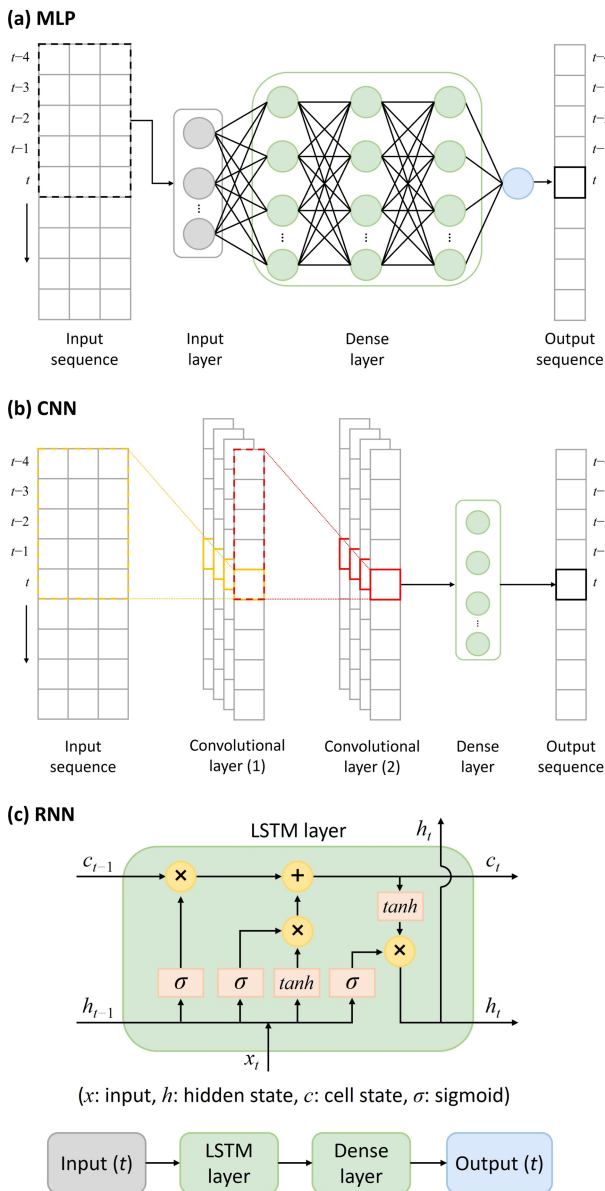 (a) MLP
t−4
t−3
t−2
t−1
t
Input
sequence
Input
layer
Dense
layer
Output
sequence
t
(b) CNN
t−4
t−3
t−2
t−1
t
Input
sequence
Convolutional
layer (1)
Convolutional
layer (2)
Dense
layer
Output
sequence
t
(c) RNN
LSTM layer
h_t
c_{t−1}
×
+
c_t
tanh
×
×
σ
σ
tanh
σ
h_{t−1}
h_t
x_t
(x: input, h: hidden state, c: cell state, σ: sigmoid)
Input (t)
LSTM
layer
Dense
layer
Output (t)